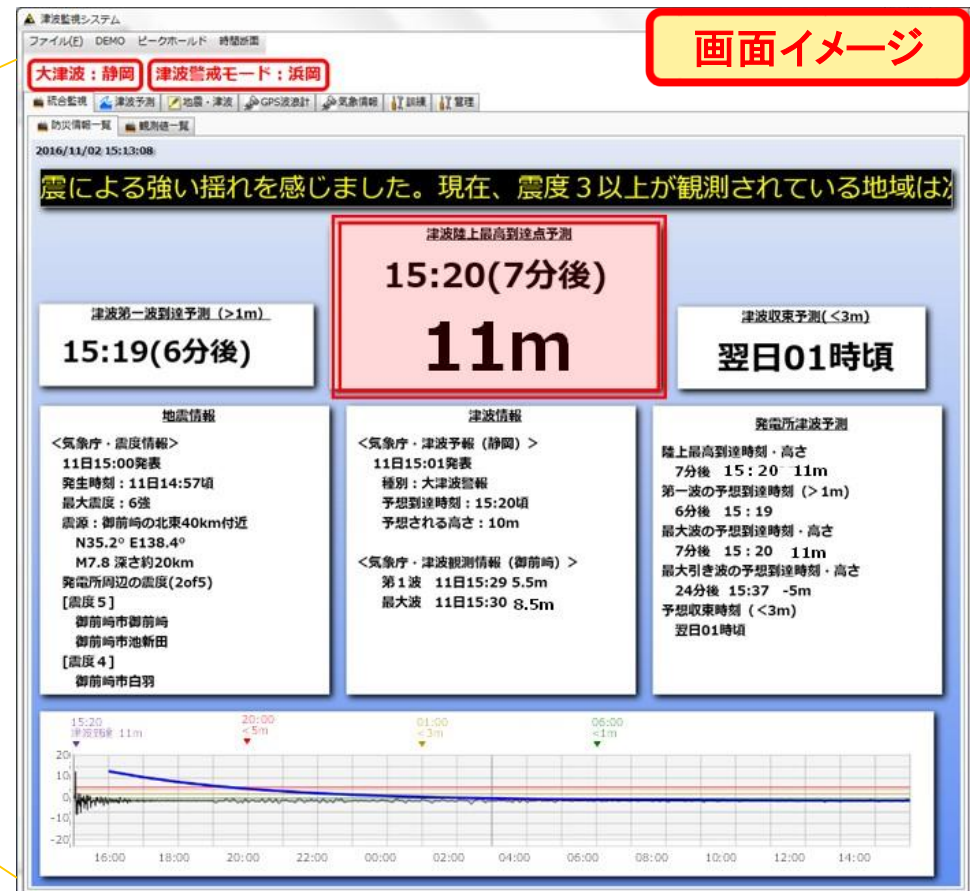 津波監視システム
画面イメージ
ファイル(F) DEMO ピークホールド 時間断面
大津波：静岡 津波警戒モード：浜岡
統合監視 津波予測 地震・津波 GPS波浪計 気象情報 訓練 管理
防災情報一覧 観測値一覧
2016/11/02 15:13:08
震による強い揺れを感じました。現在、震度３以上が観測されている地域は次
津波陸上最高到達点予測
15:20(7分後)
11m
津波第一波到達予測（>1m）
15:19(6分後)
津波収束予測(<3m)
翌日01時頃
地震情報
<気象庁・震度情報>
11日15:00発表
発生時刻：11日14:57頃
最大震度：6強
震源：御前崎の北東40km付近
N35.2° E138.4°
M7.8 深さ約20km
発電所周辺の震度(2of5)
[震度５]
御前崎市御前崎
御前崎市池新田
[震度４]
御前崎市白羽
津波情報
<気象庁・津波予報（静岡）>
11日15:01発表
種別：大津波警報
予想到達時刻：15:20頃
予想される高さ：10m
<気象庁・津波観測情報（御前崎）>
第１波 11日15:29 5.5m
最大波 11日15:30 8.5m
発電所津波予測
陸上最高到達時刻・高さ
7分後 15：20 11m
第一波の予想到達時刻（>1m）
6分後 15：19
最大波の予想到達時刻・高さ
7分後 15：20 11m
最大引き波の予想到達時刻・高さ
24分後 15:37 -5m
予想収束時刻（<3m）
翌日01時頃
15:20 20:00 01:00 06:00
津波到達 11m <5m <3m <1m
20
10
0
-10
-20
16:00 18:00 20:00 22:00 00:00 02:00 04:00 06:00 08:00 10:00 12:00 14:00